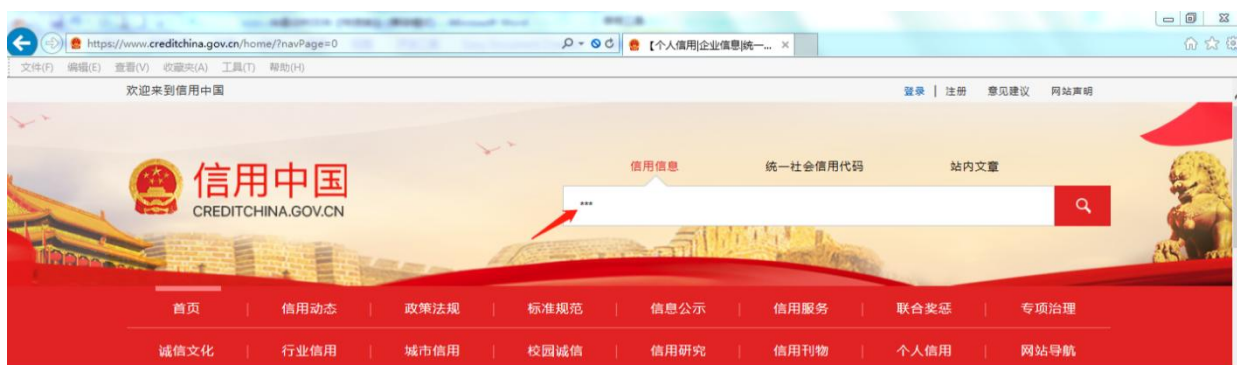 https://www.creditchina.gov.cn/home/?navPage=0
【个人信用|企业信息|统一... ×
文件(F) 编辑(E) 查看(V) 收藏夹(A) 工具(T) 帮助(H)
欢迎来到信用中国 登录 | 注册 意见建议 网站声明
信用信息 统一社会信用代码 站内文章
信用中国
CREDITCHINA.GOV.CN
***
首页 | 信用动态 | 政策法规 | 标准规范 | 信息公示 | 信用服务 | 联合奖惩 | 专项治理
诚信文化 | 行业信用 | 城市信用 | 校园诚信 | 信用研究 | 信用刊物 | 个人信用 | 网站导航